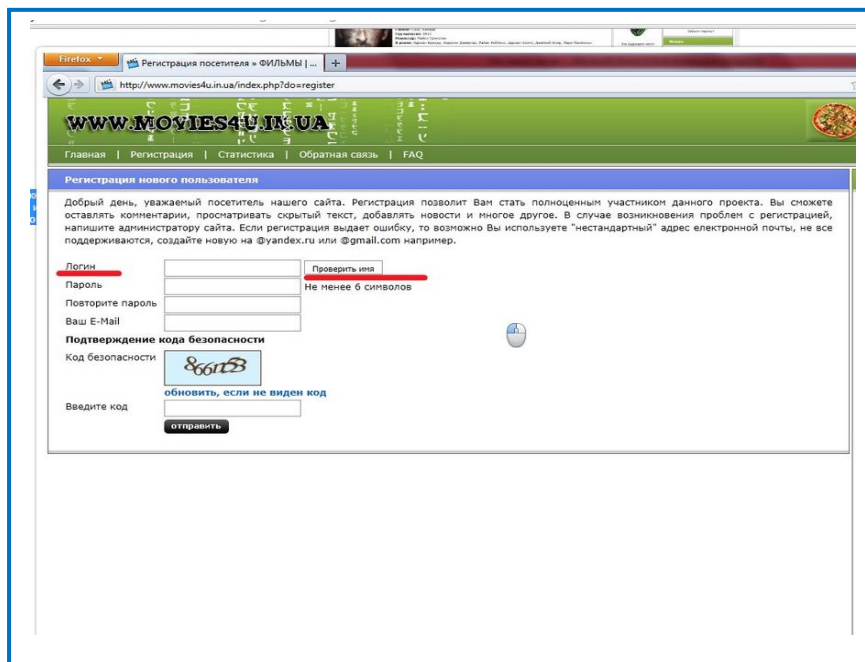 Firefox
Регистрация посетителя » ФИЛЬМЫ | ...
http://www.movies4u.in.ua/index.php?do=register
WWW.MOVIES4U.IN.UA
Главная | Регистрация | Статистика | Обратная связь | FAQ
Регистрация нового пользователя
Добрый день, уважаемый посетитель нашего сайта. Регистрация позволит Вам стать полноценным участником данного проекта. Вы сможете
оставлять комментарии, просматривать скрытый текст, добавлять новости и многое другое. В случае возникновения проблем с регистрацией,
напишите администратору сайта. Если регистрация выдает ошибку, то возможно Вы используете "нестандартный" адрес електронной почты, не все
поддерживаются, создайте новую на @yandex.ru или @gmail.com например.
Логин Проверить имя
Пароль Не менее 6 символов
Повторите пароль
Ваш E-Mail
Подтверждение кода безопасности
Код безопасности
обновить, если не виден код
Введите код
отправить